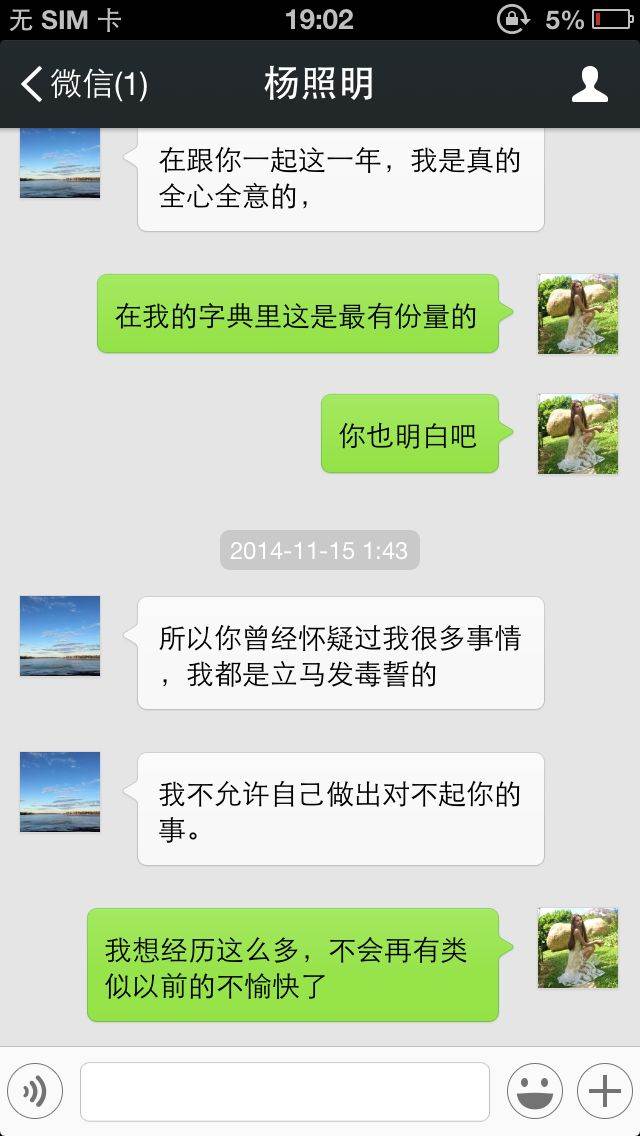 无 SIM 卡
19:02
5%
微信(1)
杨照明
在跟你一起这一年，我是真的
全心全意的，
在我的字典里这是最有份量的
你也明白吧
2014-11-15 1:43
所以你曾经怀疑过我很多事情
，我都是立马发毒誓的
我不允许自己做出对不起你的
事。
我想经历这么多，不会再有类
似以前的不愉快了